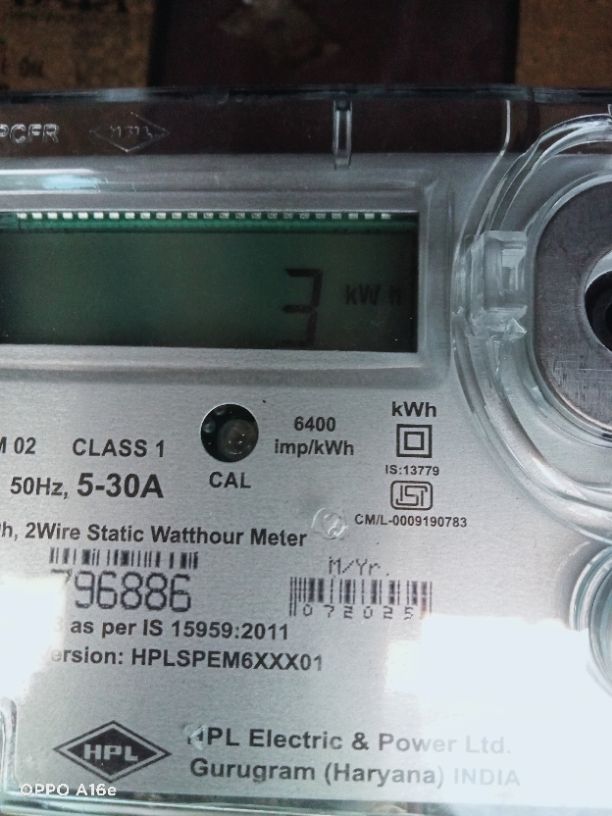 3 kWh
kWh
6400
imp/kWh
IS:13779
M 02 CLASS 1
CAL
50Hz, 5-30A
CM/L-0009190783
2Wire Static Watthour Meter
M/Yr.
796886
072025
as per IS 15959:2011
ersion: HPLSPEM6XXX01
HPL
HPL Electric & Power Ltd.
Gurugram (Haryana) INDIA
OPPO A16e